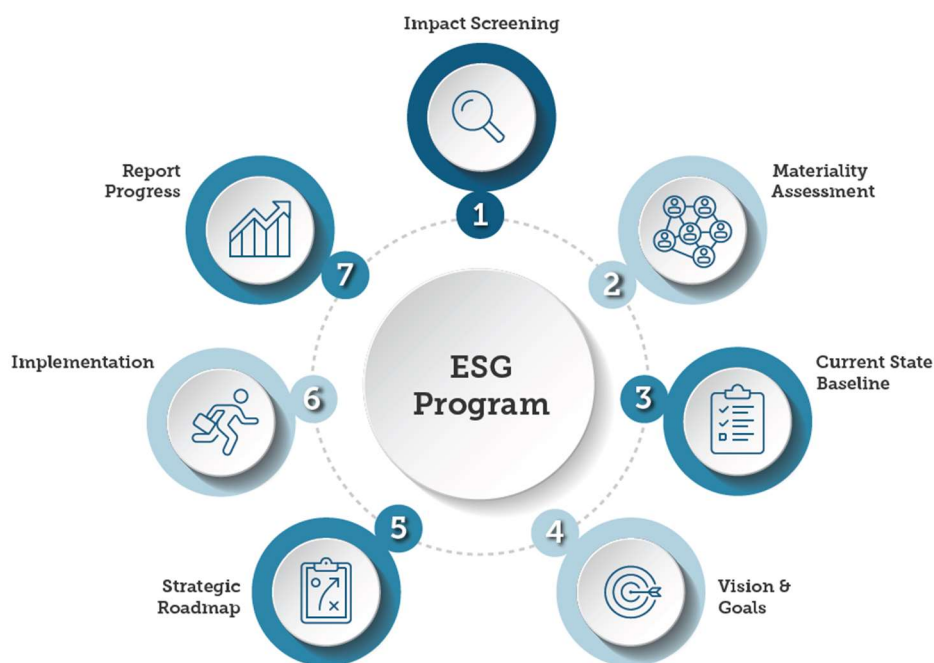 Impact Screening
1
Materiality
Assessment
2
Current State
Baseline
3
Vision &
Goals
4
Strategic
Roadmap
5
Implementation
6
Report
Progress
7
ESG
Program